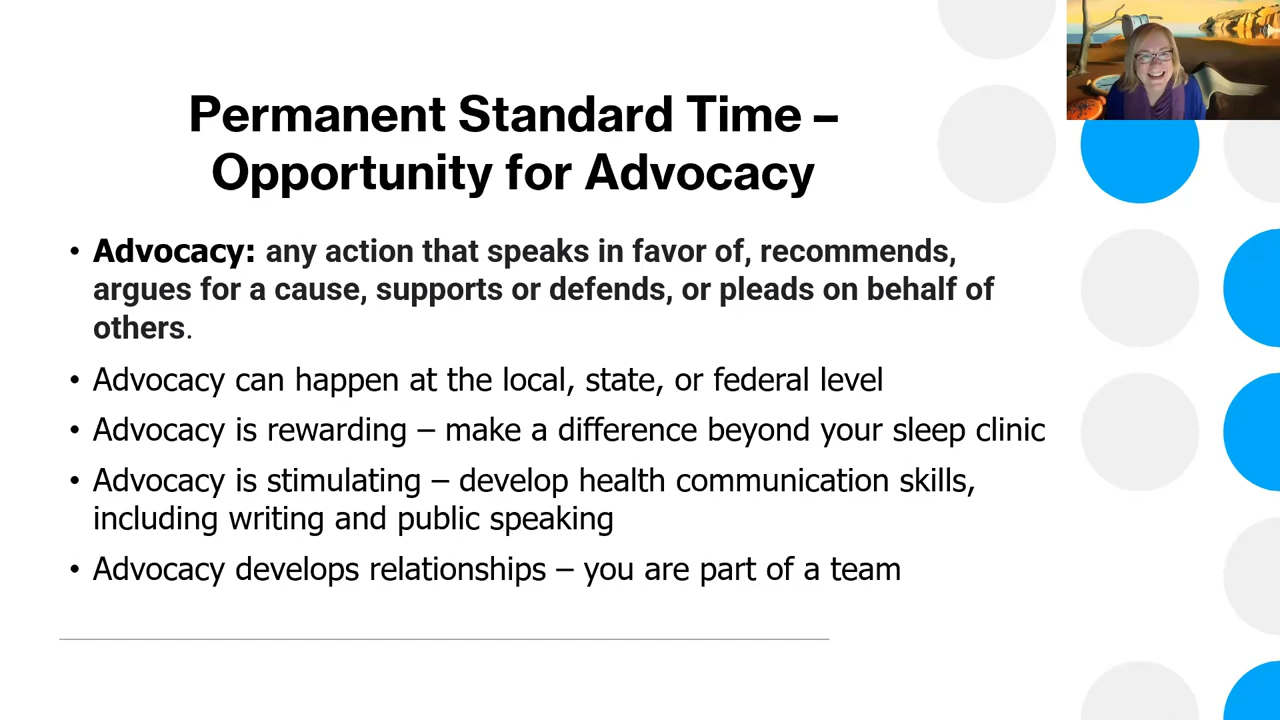 Permanent Standard Time –
Opportunity for Advocacy
• Advocacy: any action that speaks in favor of, recommends,
argues for a cause, supports or defends, or pleads on behalf of
others.
• Advocacy can happen at the local, state, or federal level
• Advocacy is rewarding – make a difference beyond your sleep clinic
• Advocacy is stimulating – develop health communication skills,
including writing and public speaking
• Advocacy develops relationships – you are part of a team